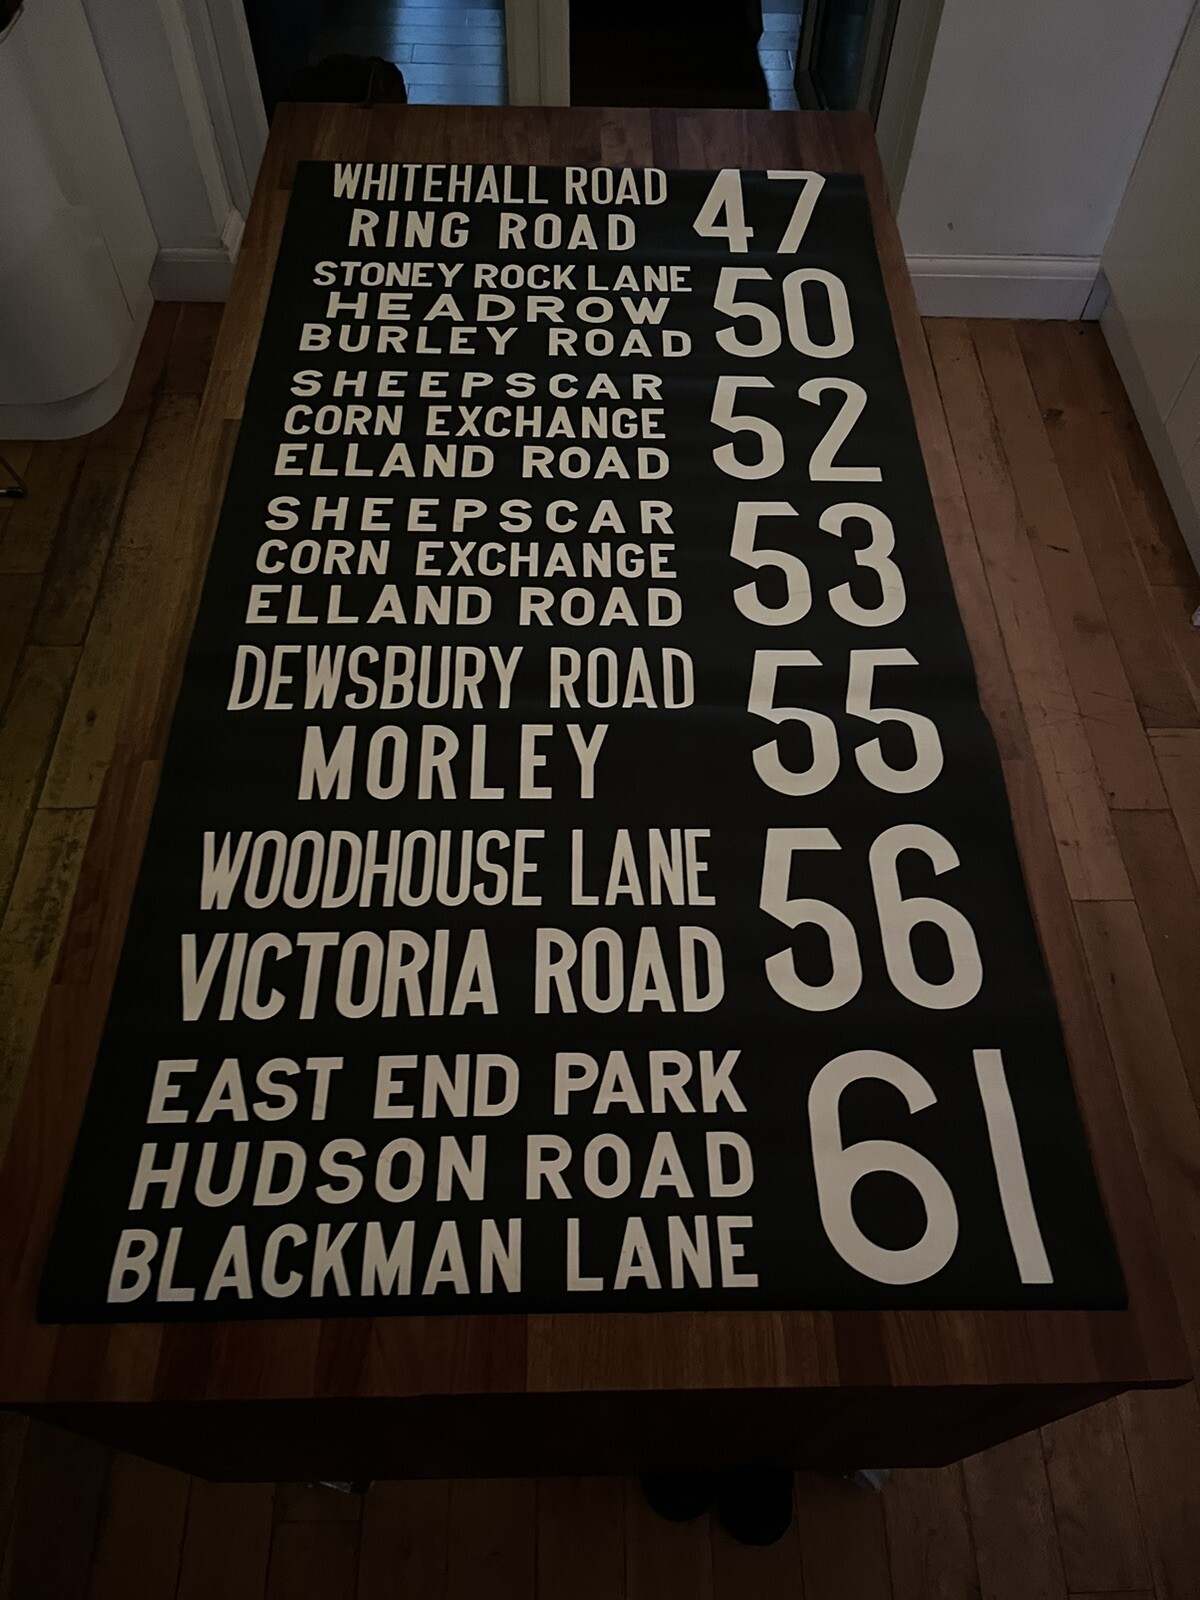 WHITEHALL ROAD
RING ROAD
47
STONEY ROCK LANE
HEADROW
BURLEY ROAD
50
SHEEPSCAR
CORN EXCHANGE
ELLAND ROAD
52
SHEEPSCAR
CORN EXCHANGE
ELLAND ROAD
53
DEWSBURY ROAD
MORLEY
55
WOODHOUSE LANE
VICTORIA ROAD
56
EAST END PARK
HUDSON ROAD
BLACKMAN LANE
61